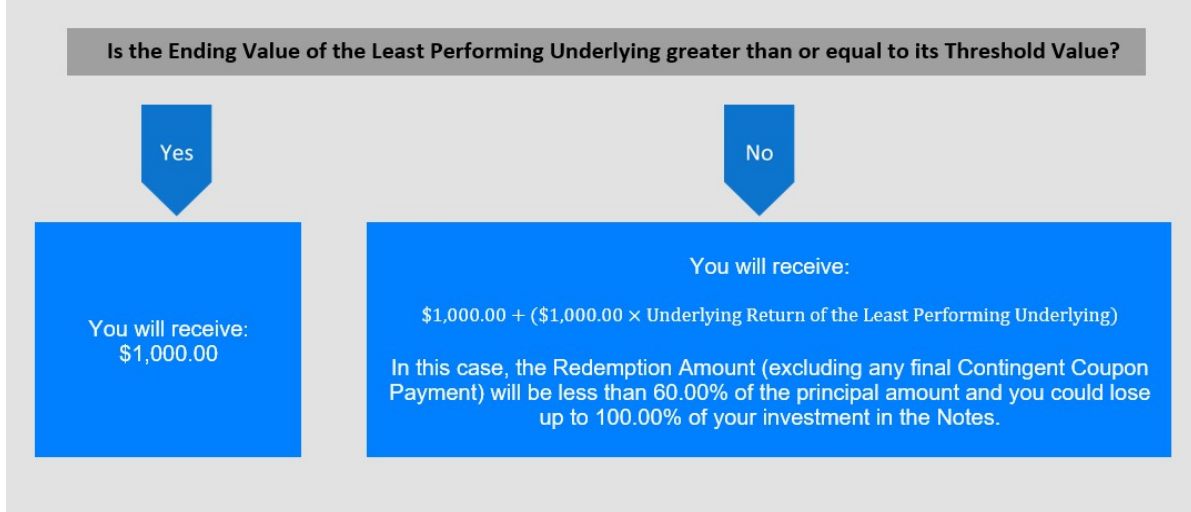 Is the Ending Value of the Least Performing Underlying greater than or equal to its Threshold Value?
Yes
No
You will receive:
$1,000.00
You will receive:
$1,000.00 + ($1,000.00 × Underlying Return of the Least Performing Underlying)
In this case, the Redemption Amount (excluding any final Contingent Coupon
Payment) will be less than 60.00% of the principal amount and you could lose
up to 100.00% of your investment in the Notes.